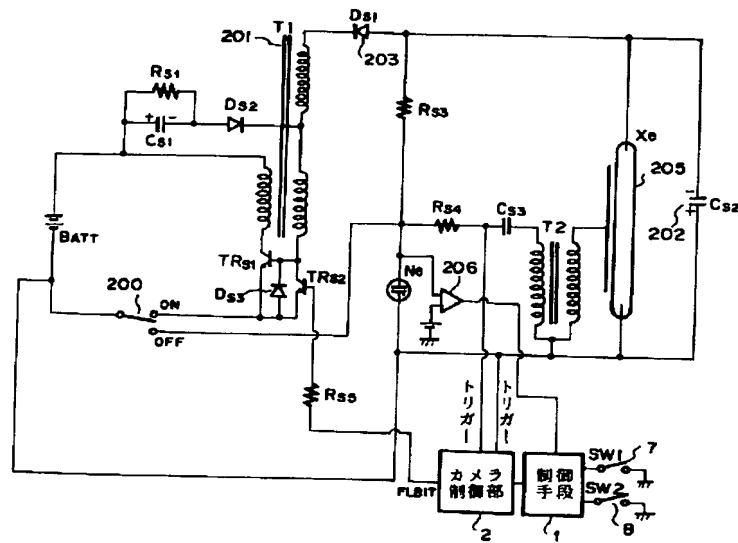 T1
DS1
201
203
RS1
DS2
+ -
CS1
RS3
Xe
205
CS2
-
+
202
BATT
TRS1
TRS2
DS3
RS4
CS3
T2
Ne
206
200
ON
OFF
RS5
トリガー
トリガー
FLBIT
カメラ
制御部
制御
手段
SW1
7
SW2
8
2
1